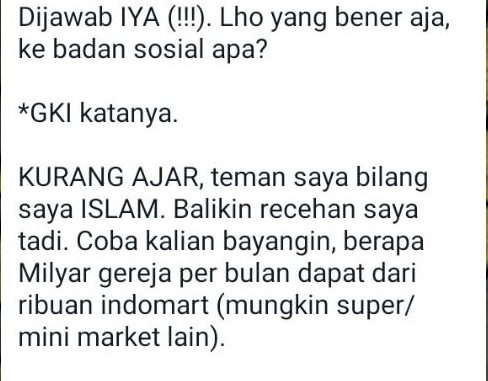 Dijawab IYA (!!!). Lho yang bener aja,
ke badan sosial apa?
*GKI katanya.
KURANG AJAR, teman saya bilang
saya ISLAM. Balikin recehan saya
tadi. Coba kalian bayangin, berapa
Milyar gereja per bulan dapat dari
ribuan indomart (mungkin super/
mini market lain).